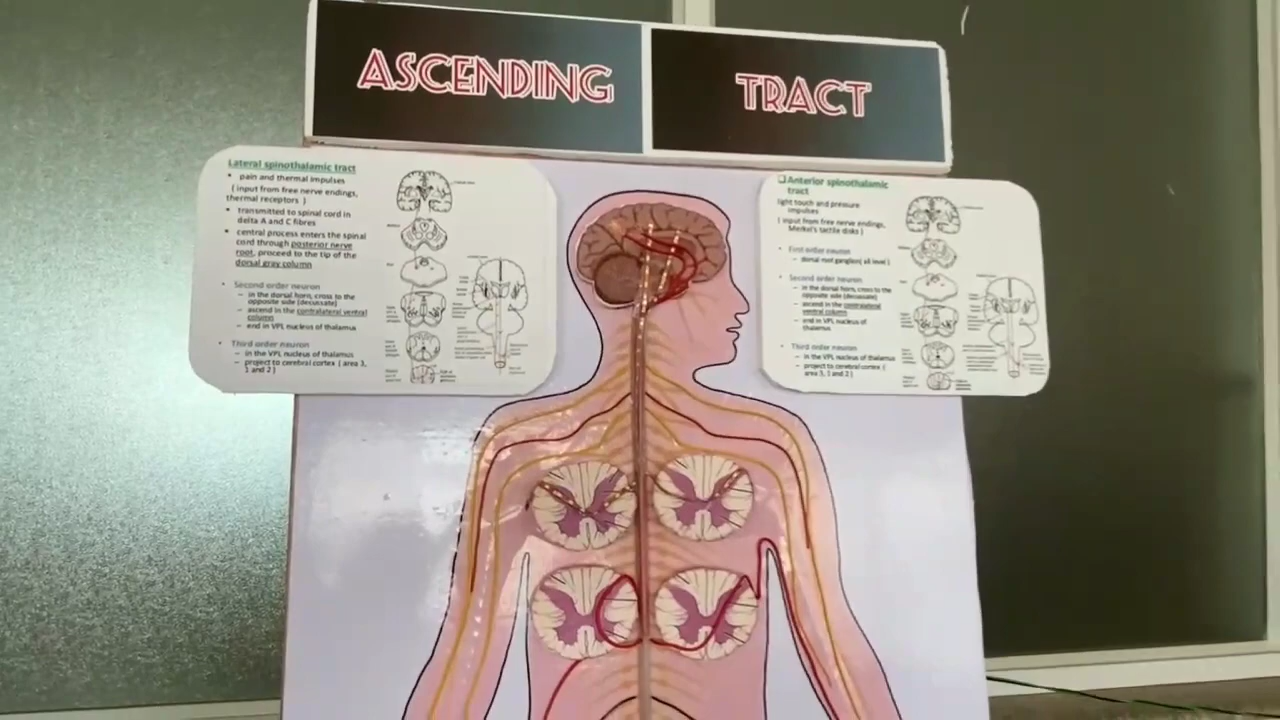 ASCENDING
TRACT
Lateral spinothalamic tract
• pain and thermal impulses
( input from free nerve endings,
thermal receptors )
• transmitted to spinal cord in
delta A and C fibres
• central process enters the spinal
cord through posterior nerve
root, proceed to the tip of the
dorsal gray column
• Second order neuron
– in the dorsal horn, cross to the
opposite side (decussate)
– ascend in the contralateral ventral
column
– end in VPL nucleus of thalamus
• Third order neuron
– in the VPL nucleus of thalamus
– project to cerebral cortex ( area 3,
1 and 2 )
❑Anterior spinothalamic
tract
light touch and pressure
impulses
( input from free nerve endings,
Merkel's tactile disks )
• First order neuron
– dorsal root ganglion( all level )
• Second order neuron
– in the dorsal horn, cross to the
opposite side (decussate)
– ascend in the contralateral
ventral column
– end in VPL nucleus of
thalamus
• Third order neuron
– in the VPL nucleus of thalamus
– project to cerebral cortex (
area 3, 1 and 2 )